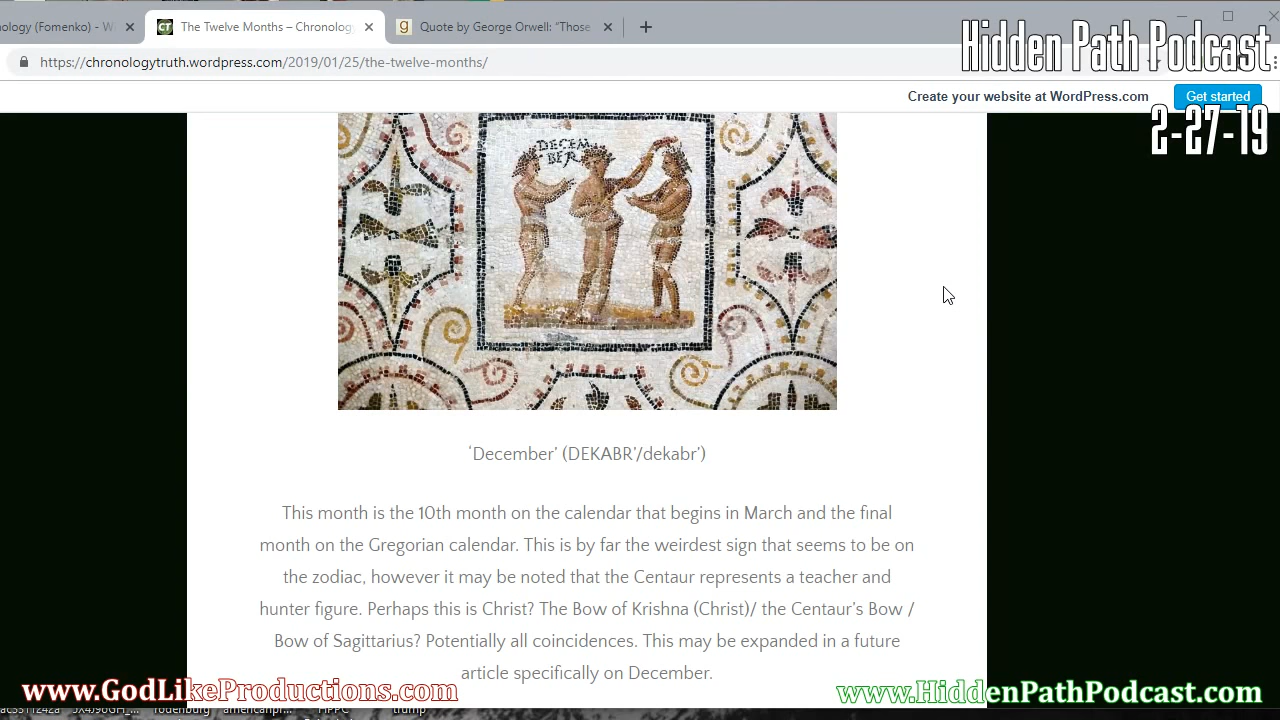 nology (Fomenko) - W
The Twelve Months – Chronology
Quote by George Orwell: “Those
Hidden Path Podcast
https://chronologytruth.wordpress.com/2019/01/25/the-twelve-months/
Create your website at WordPress.com
Get started
2-27-19
DECEM
BER
‘December’ (DEKABR’/dekabr’)
This month is the 10th month on the calendar that begins in March and the final
month on the Gregorian calendar. This is by far the weirdest sign that seems to be on
the zodiac, however it may be noted that the Centaur represents a teacher and
hunter figure. Perhaps this is Christ? The Bow of Krishna (Christ)/ the Centaur’s Bow /
Bow of Sagittarius? Potentially all coincidences. This may be expanded in a future
article specifically on December.
www.GodLikeProductions.com
www.HiddenPathPodcast.com